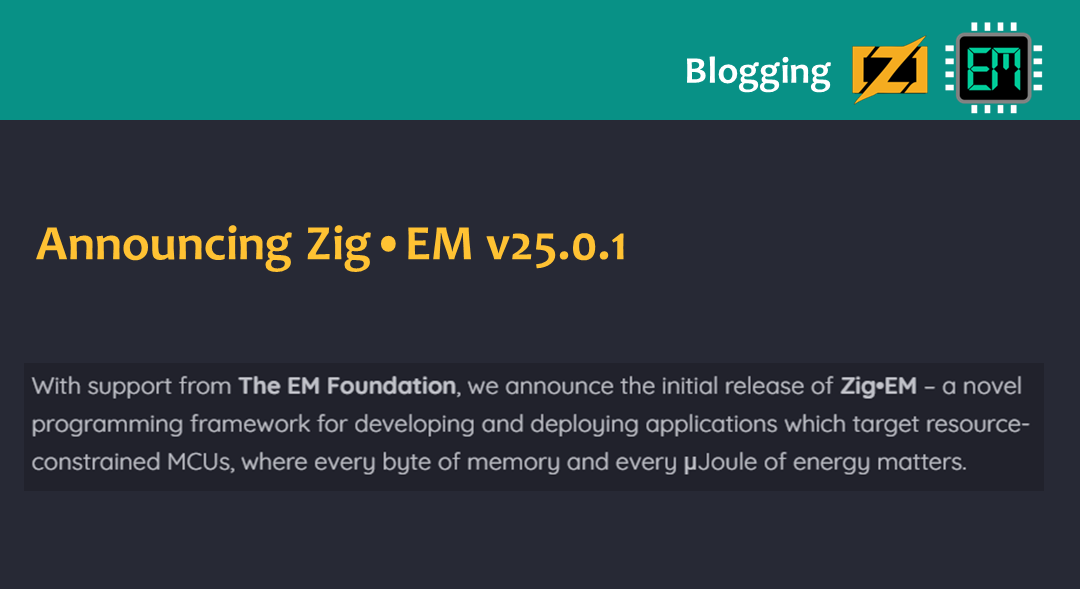 Blogging Z EM
Announcing Zig•EM v25.0.1
With support from The EM Foundation, we announce the initial release of Zig•EM – a novel
programming framework for developing and deploying applications which target resource-
constrained MCUs, where every byte of memory and every µJoule of energy matters.